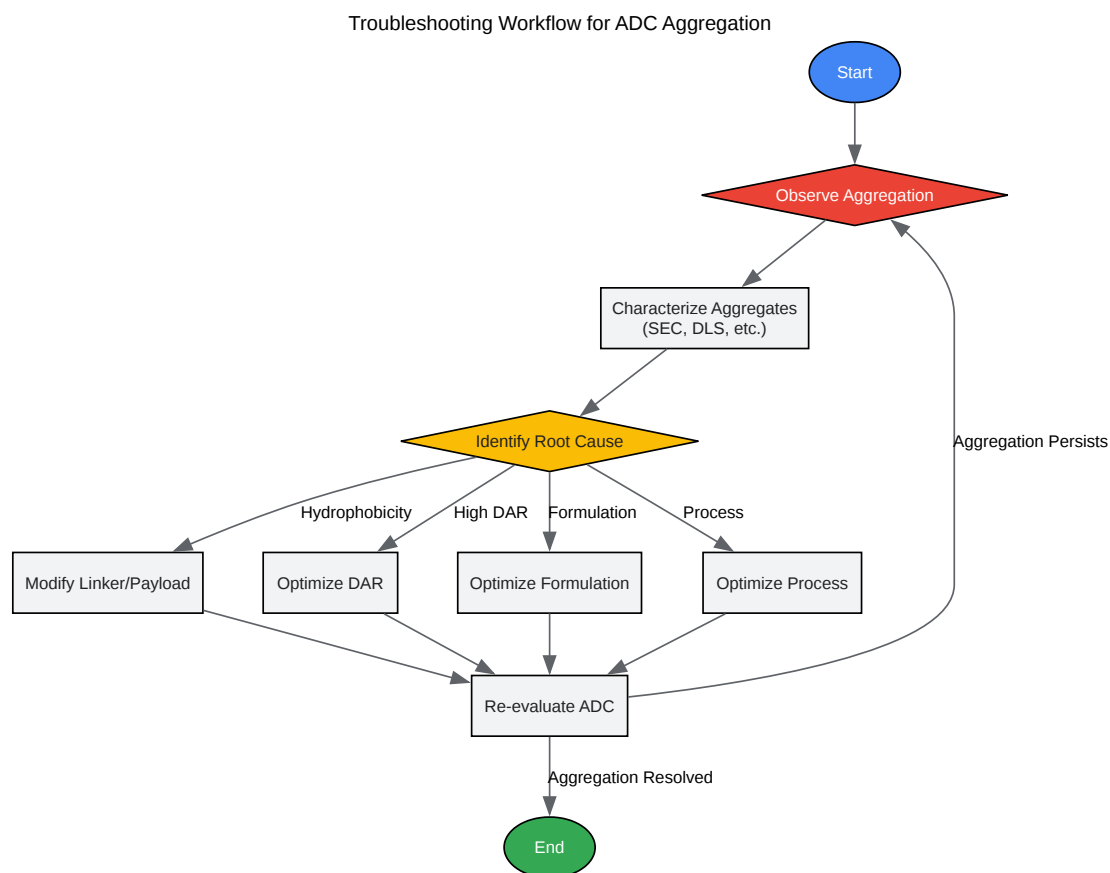 Troubleshooting Workflow for ADC Aggregation
Start
Observe Aggregation
Characterize Aggregates
(SEC, DLS, etc.)
Identify Root Cause
Aggregation Persists
Hydrophobicity
High DAR
Formulation
Process
Modify Linker/Payload
Optimize DAR
Optimize Formulation
Optimize Process
Re-evaluate ADC
Aggregation Resolved
End